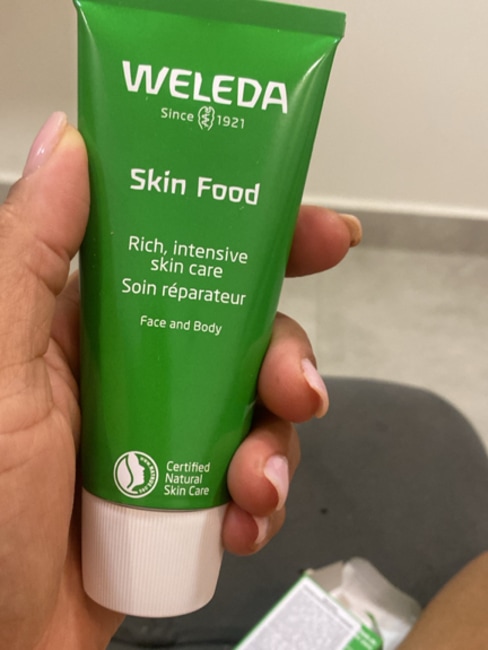 WELEDA
Since 1921
Skin Food
Rich, intensive
skin care
Soin réparateur
Face and Body
Certified
Natural
Skin Care